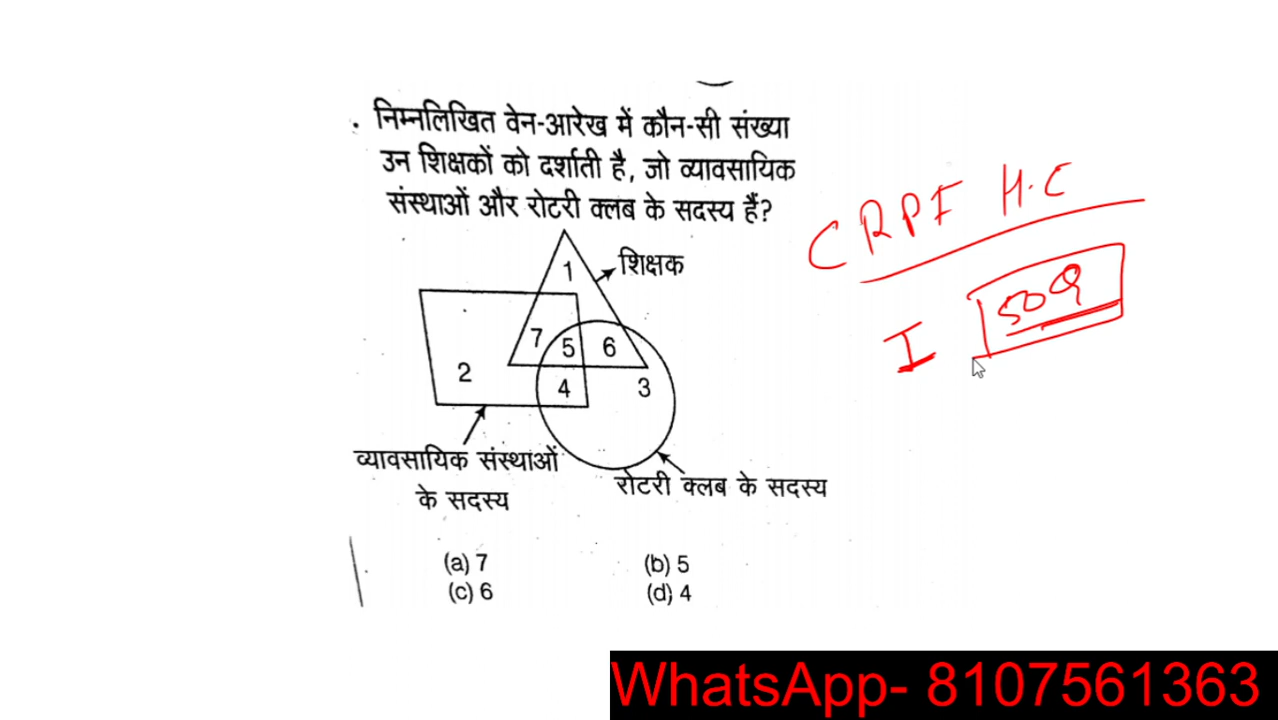 . निम्नलिखित वेन-आरेख में कौन-सी संख्या
उन शिक्षकों को दर्शाती है, जो व्यावसायिक
संस्थाओं और रोटरी क्लब के सदस्य हैं?
CRPF H.C
I 50Q
1
शिक्षक
7 5 6
2
4 3
व्यावसायिक संस्थाओं
के सदस्य
रोटरी क्लब के सदस्य
(a) 7 (b) 5
(c) 6 (d) 4
WhatsApp- 8107561363